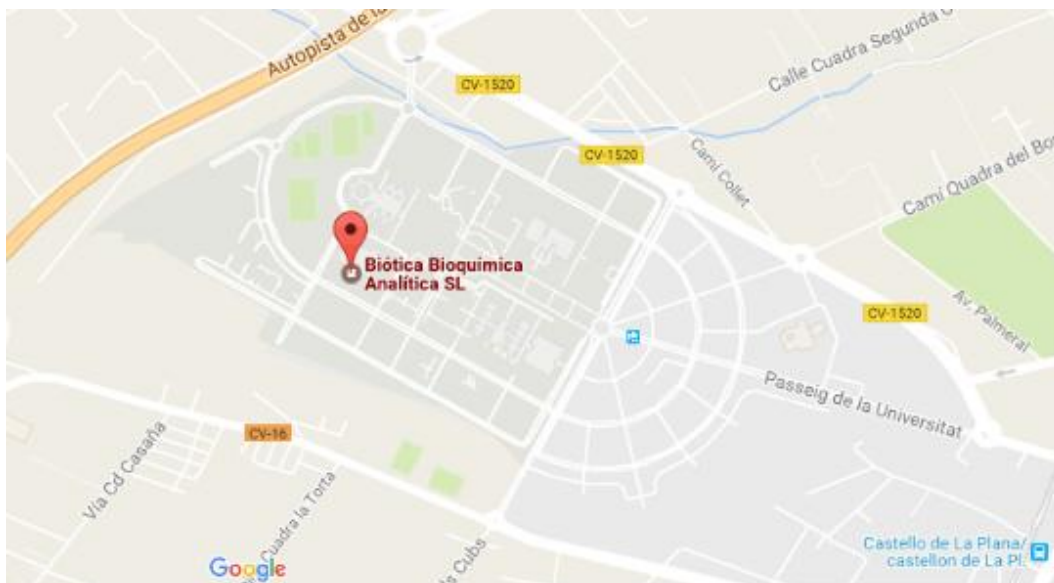 Autopista de la
CV-1520
Calle Cuadra Segunda
CV-1520
Camí Collet
Camí Quadra del Bo
Biótica Bioquímica
Analítica SL
CV-1520
Av. Palmeral
Passeig de la Universitat
CV-16
Vía Cd Casaña
Cuadra la Torta
s Cubs
Castello de La Plana/
castellon de La Pl.
Google